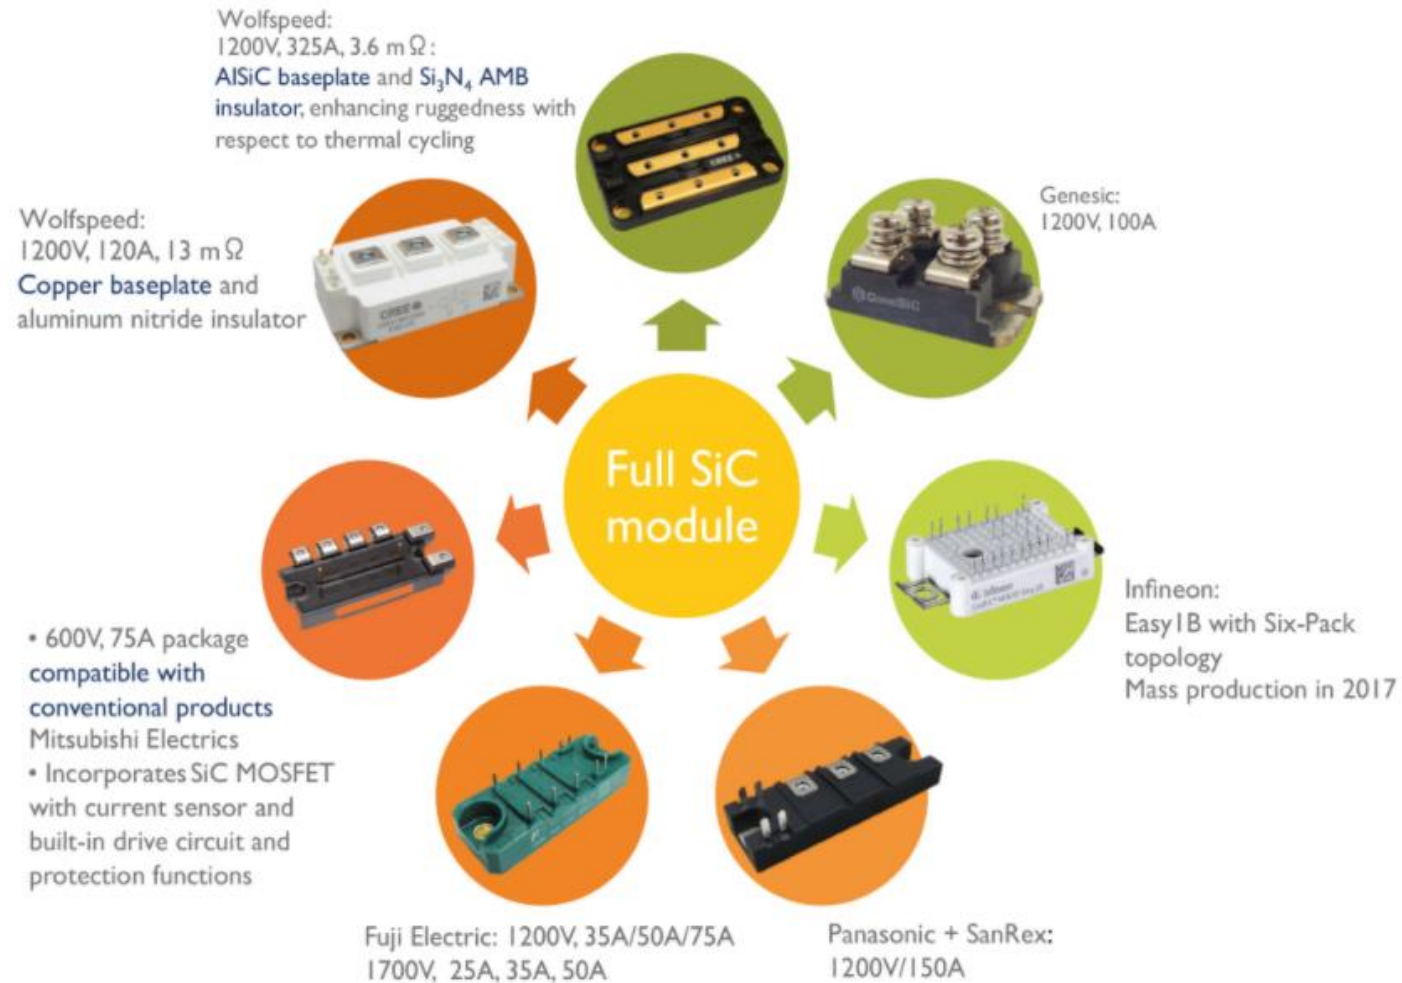 Wolfspeed:
1200V, 325A, 3.6 mΩ:
AlSiC baseplate and Si₃N₄ AMB
insulator, enhancing ruggedness with
respect to thermal cycling
Genesic:
1200V, 100A
Wolfspeed:
1200V, 120A, 13 mΩ
Copper baseplate and
aluminum nitride insulator
CREE
CREE
GeneSiC
Full SiC
module
Infineon
Infineon:
Easy1B with Six-Pack
topology
Mass production in 2017
• 600V, 75A package
compatible with
conventional products
Mitsubishi Electrics
• Incorporates SiC MOSFET
with current sensor and
built-in drive circuit and
protection functions
Fuji Electric: 1200V, 35A/50A/75A
1700V, 25A, 35A, 50A
Panasonic + SanRex:
1200V/150A